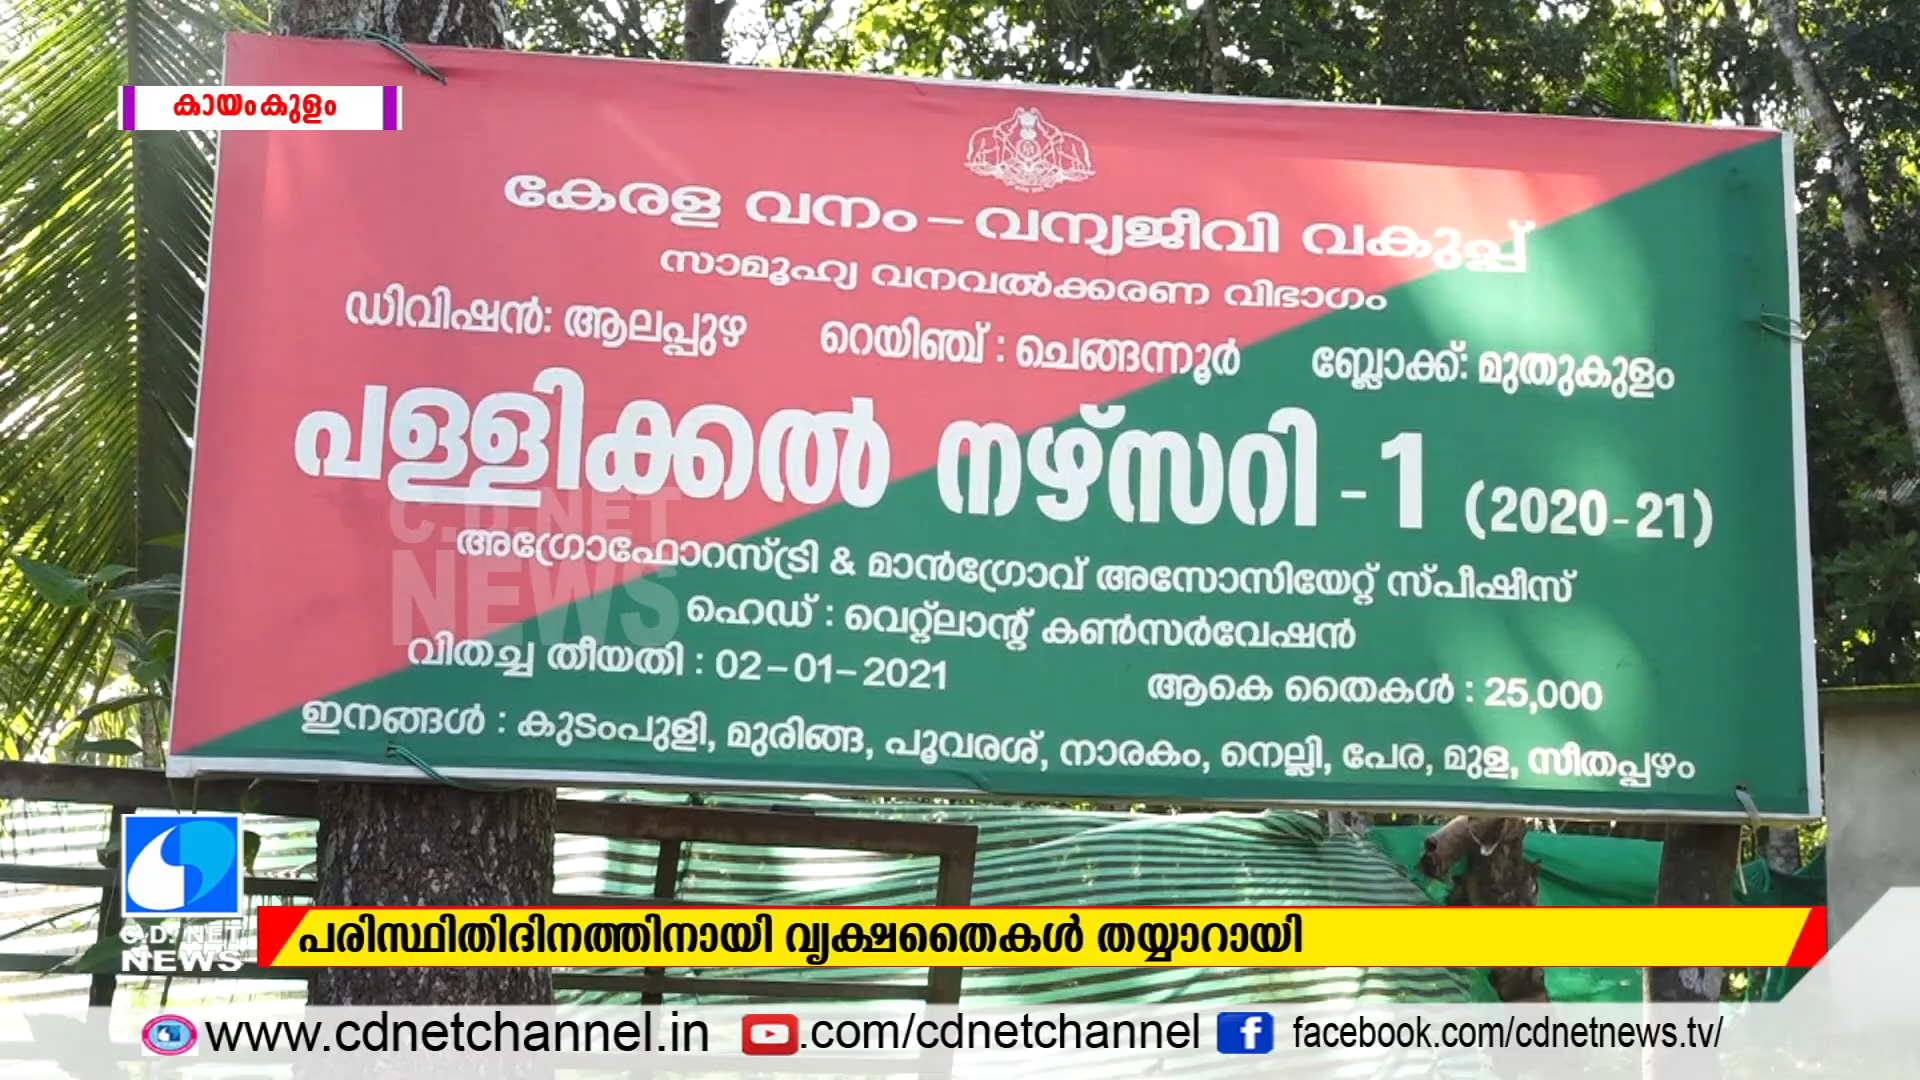 കായംകുളം
കേരള വനം – വന്യജീവി വകുപ്പ്
സാമൂഹ്യ വനവൽക്കരണ വിഭാഗം
ഡിവിഷൻ: ആലപ്പുഴ റെയിഞ്ച് : ചെങ്ങന്നൂർ ബ്ലോക്ക്: മുതുകുളം
പള്ളിക്കൽ നഴ്സറി - 1 (2020-21)
C.D.NET
NEWS
അഗ്രോഫോറസ്ട്രി & മാൻഗ്രോവ് അസോസിയേറ്റ് സ്പീഷീസ്
ഹെഡ് : വെറ്റ്ലാന്റ് കൺസർവേഷൻ
വിതച്ച തീയതി : 02-01-2021 ആകെ തൈകൾ : 25,000
ഇനങ്ങൾ : കുടംപുളി, മുരിങ്ങ, പൂവരശ്, നാരകം, നെല്ലി, പേര, മുള, സീതപ്പഴം
C.D. NET
NEWS
പരിസ്ഥിതിദിനത്തിനായി വൃക്ഷതൈകൾ തയ്യാറായി
www.cdnetchannel.in .com/cdnetchannel facebook.com/cdnetnews.tv/